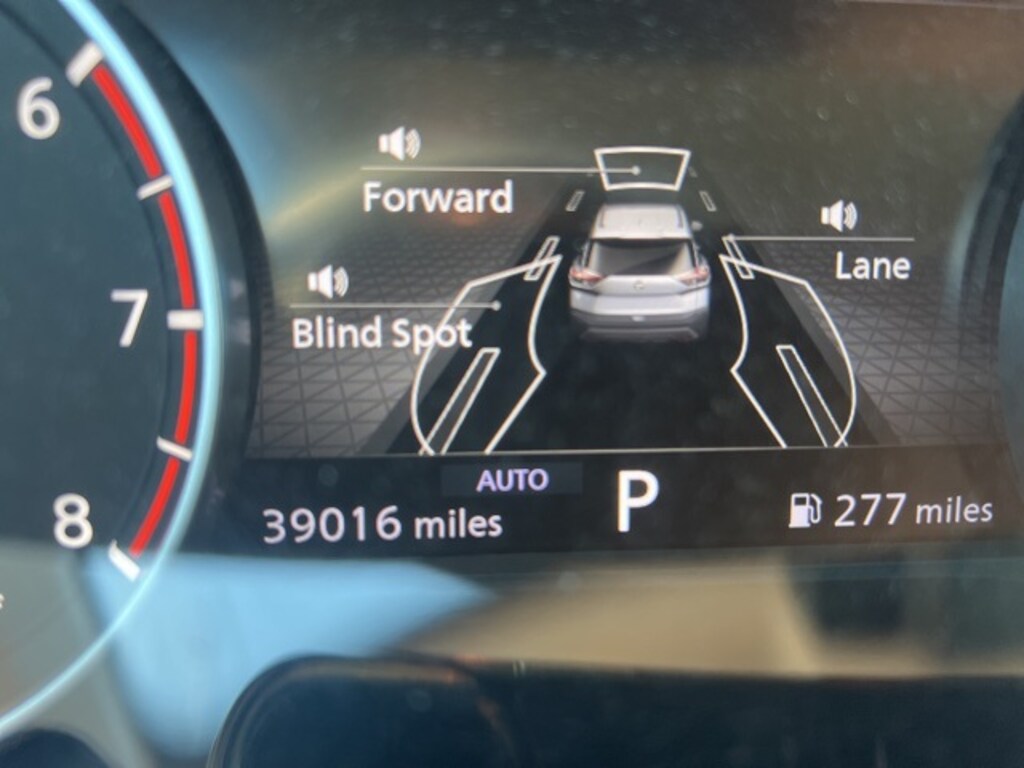 6
7
8
Forward
Lane
Blind Spot
AUTO
39016 miles
P
277 miles